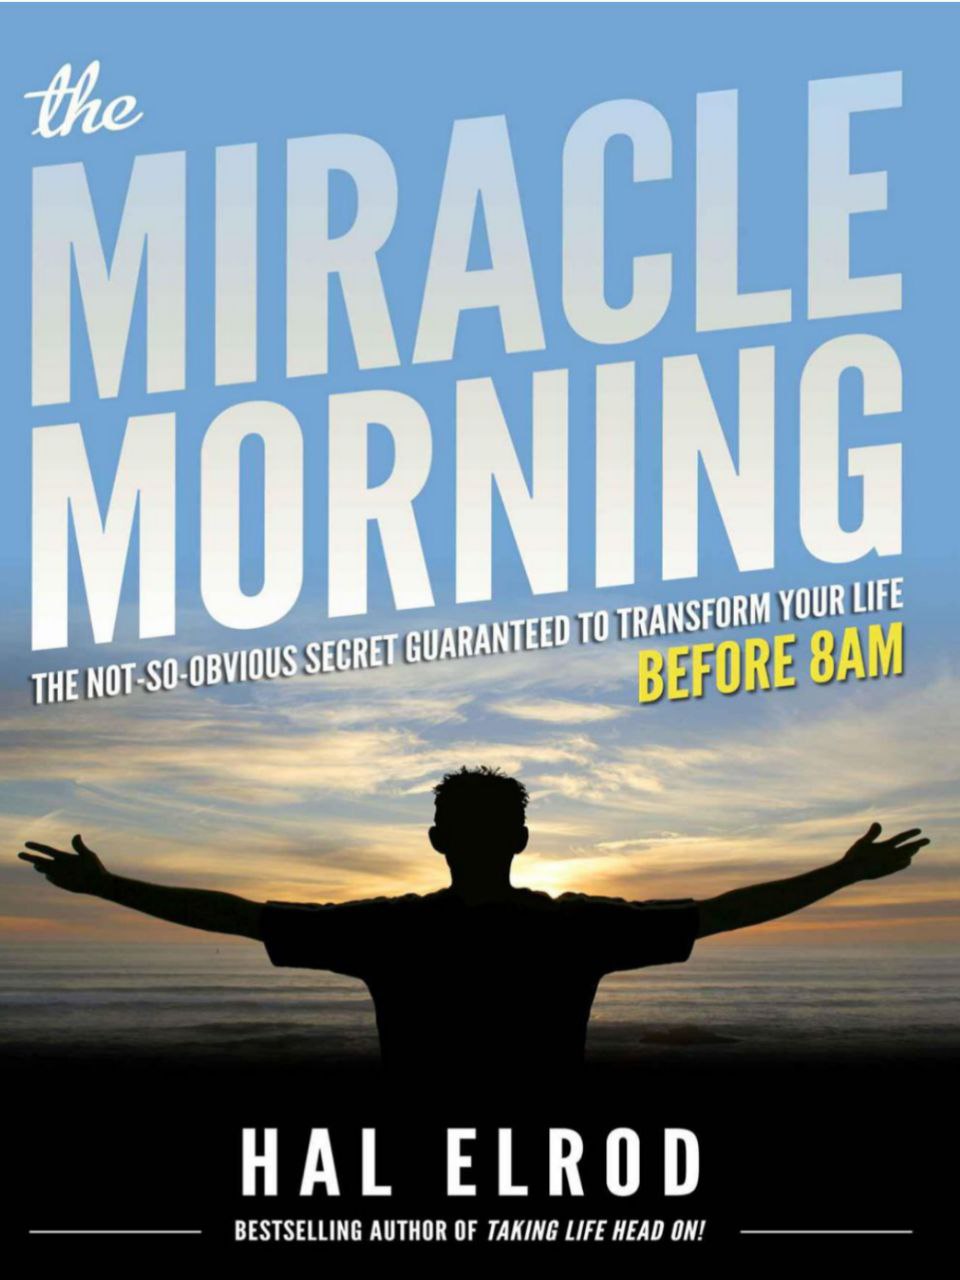 the
MIRACLE
MORNING
THE NOT-SO-OBVIOUS SECRET GUARANTEED TO TRANSFORM YOUR LIFE
BEFORE 8AM
HAL ELROD
BESTSELLING AUTHOR OF TAKING LIFE HEAD ON!